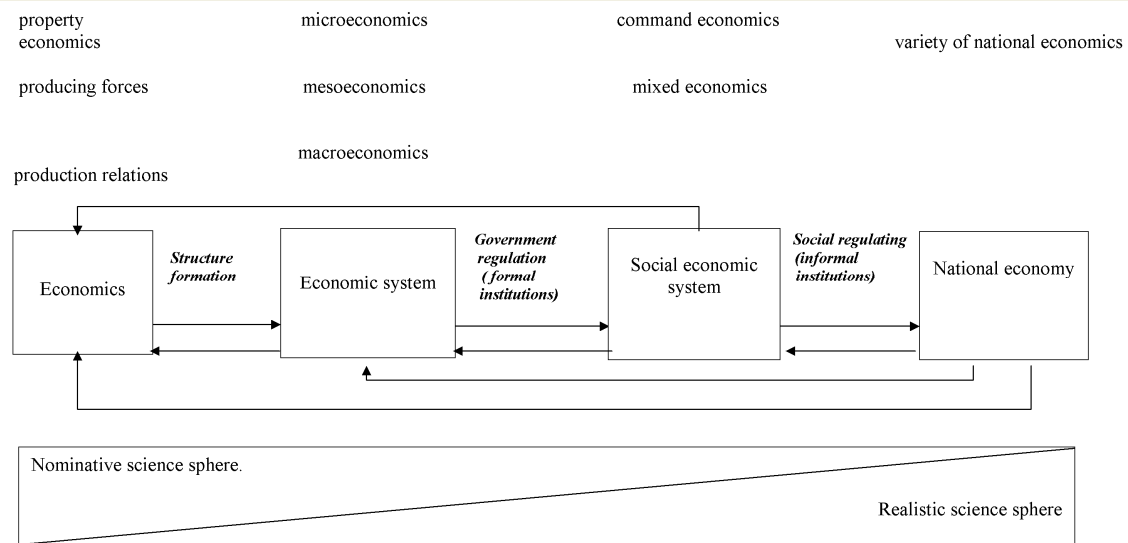 property
economics
microeconomics
command economics
variety of national economics
producing forces
mesoeconomics
mixed economics
macroeconomics
production relations
Economics
Structure
formation
Economic system
Government
regulation
( formal
institutions)
Social economic
system
Social regulating
(informal
institutions)
National economy
Nominative science sphere.
Realistic science sphere